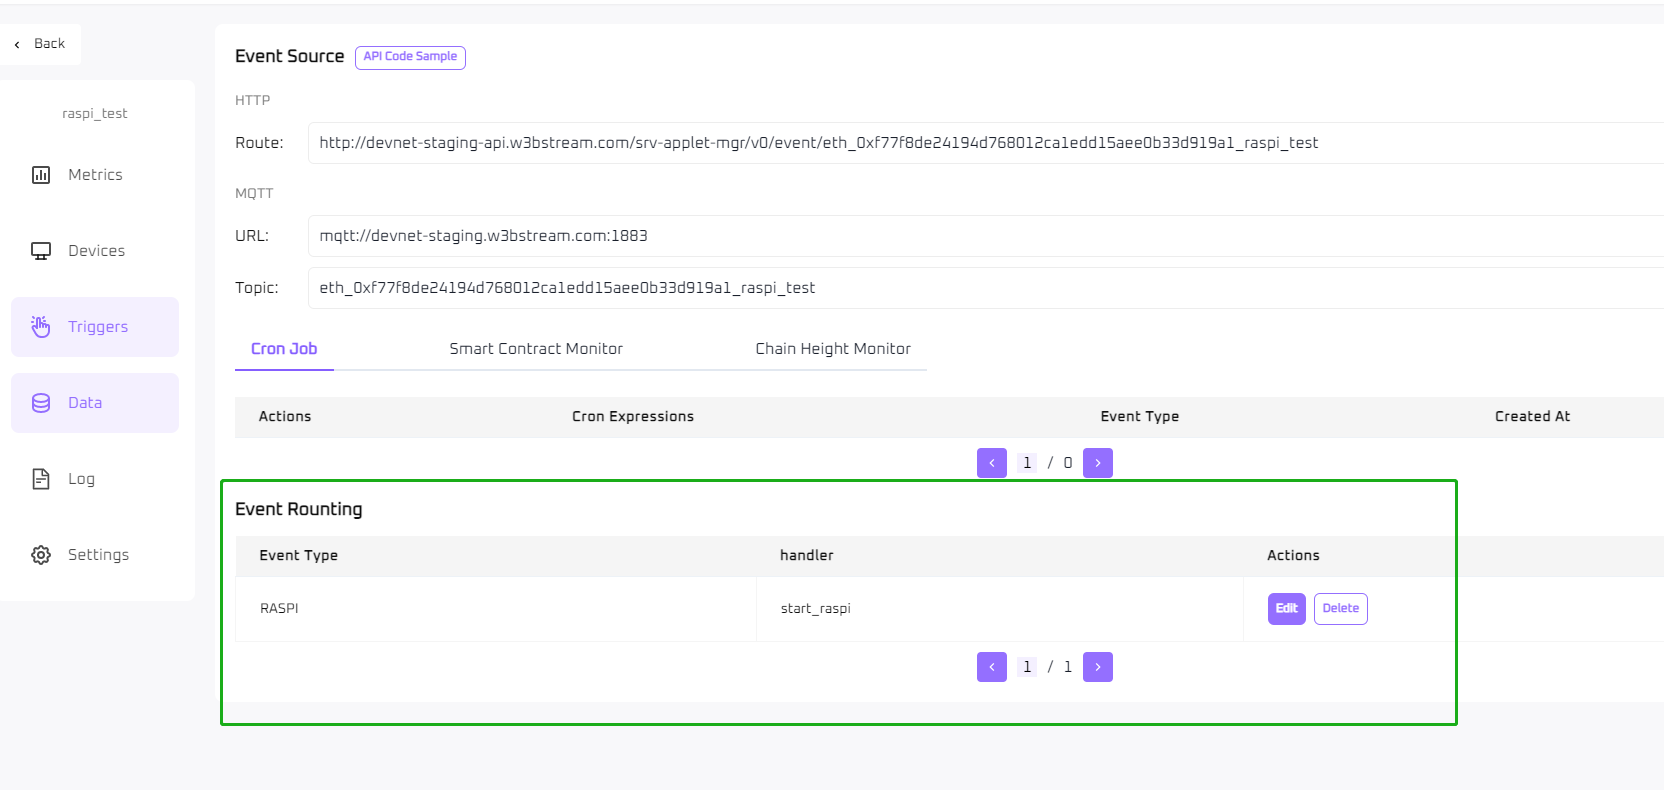 Back
raspi_test
Metrics
Devices
Triggers
Data
Log
Settings
Event Source API Code Sample
HTTP
Route: http://devnet-staging-api.w3bstream.com/srv-applet-mgr/v0/event/eth_0xf77f8de24194d768012ca1edd15aee0b33d919a1_raspi_test
MQTT
URL: mqtt://devnet-staging.w3bstream.com:1883
Topic: eth_0xf77f8de24194d768012ca1edd15aee0b33d919a1_raspi_test
Cron Job Smart Contract Monitor Chain Height Monitor
Actions Cron Expressions Event Type Created At
< 1 / 0 >
Event Rounting
Event Type handler Actions
RASPI start_raspi Edit Delete
< 1 / 1 >